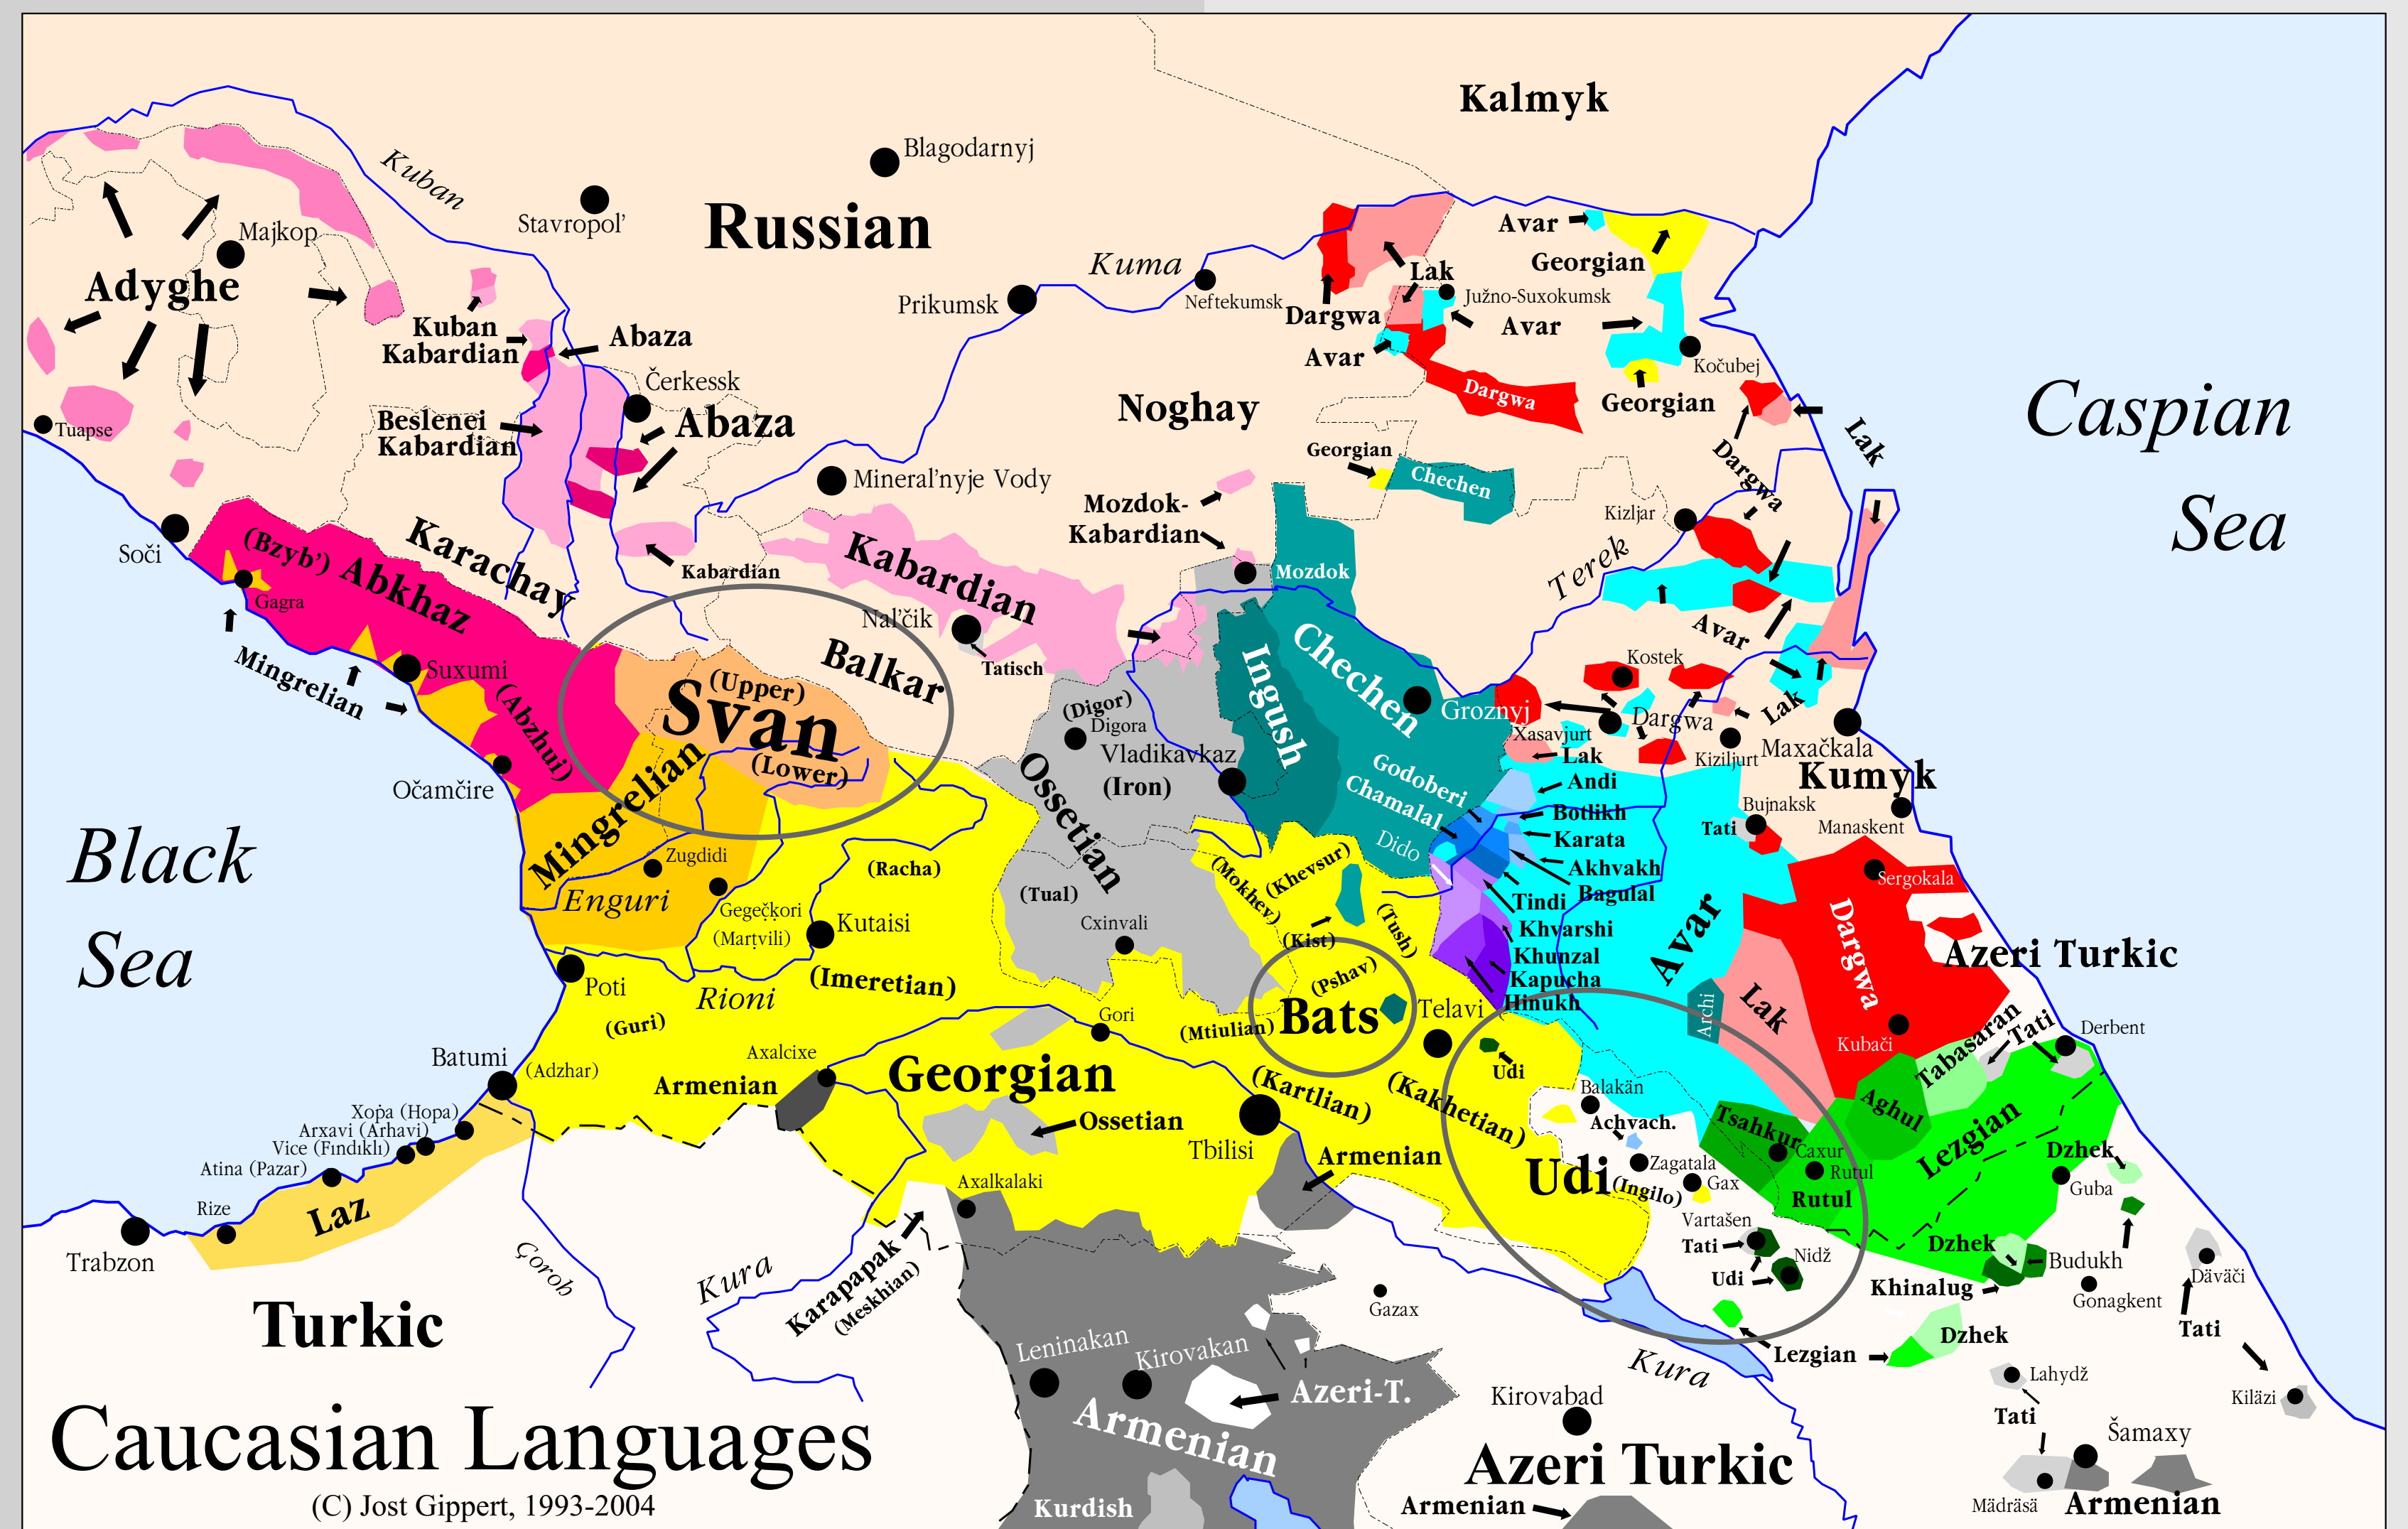 Kalmyk
Blagodarnyj
Kuban
Stavropol'
Russian
Majkop
Adyghe
Kuma
Prikumsk
Neftekumsk
Avar
Georgian
Lak
Južno-Suxokumsk
Dargwa
Avar
Avar
Kočubej
Georgian
Dargwa
Kuban
Kabardian
Abaza
Čerkessk
Abaza
Beslenei
Kabardian
Tuapse
Noghay
Caspian
Sea
Lak
Dargwa
Georgian
Chechen
Mineral'nyje Vody
Mozdok-
Kabardian
Kizljar
Terek
Soči
(Bzyb') Abkhaz
Gagra
Karachay
Kabardian
Kabardian
Mozdok
Nal'čik
Tatisch
Balkar
Mingrelian
Suxumi
(Abzhui)
Očamčire
(Upper)
Svan
(Lower)
Mingrelian
Zugdidi
Enguri
Gegečķori
(Marţvili)
Kutaisi
(Racha)
(Imeretian)
Rioni
Poti
(Guri)
Black
Sea
(Digor)
Digora
Vladikavkaz
(Iron)
Ossetian
(Tual)
Cxinvali
Ingush
Chechen
Groznyj
Godoberi
Chamalal
Dido
Avar
Kostek
Lak
Dargwa
Xasavjurt
Kiziljurt
Maxačkala
Kumyk
Lak
Andi
Botlikh
Karata
Akhvakh
Bagulal
Tindi
Khvarshi
Khunzal
Kapucha
Hinukh
Bujnaksk
Tati
Manaskent
Sergokala
Avar
Dargwa
Lak
Archi
Kubači
Azeri Turkic
Tabasaran
Tati
Derbent
Aghul
Lezgian
(Mokhev)
(Khevsur)
(Kist)
(Tush)
(Pshav)
Bats
(Mtiulian)
Telavi
Udi
(Kartlian)
(Kakhetian)
Gori
Georgian
Ossetian
Tbilisi
Armenian
Axalcixe
Armenian
Axalkalaki
Batumi
(Adzhar)
Xoṗa (Hopa)
Arxavi (Arhavi)
Vice (Fındıklı)
Atina (Pazar)
Rize
Laz
Trabzon
Çoroh
Kura
Karapapak
(Meskhian)
Turkic
Balakän
Achvach.
Zagatala
Udi
(Ingilo)
Gax
Tsahkur
Caxur
Rutul
Rutul
Vartašen
Tati
Nidž
Udi
Dzhek
Guba
Dzhek
Budukh
Khinalug
Gonagkent
Däväči
Tati
Lezgian
Dzhek
Kura
Gazax
Leninakan
Kirovakan
Azeri-T.
Armenian
Kurdish
Kirovabad
Azeri Turkic
Armenian
Lahydž
Tati
Kiläzi
Šamaxy
Mädräsä
Armenian
Caucasian Languages
(C) Jost Gippert, 1993-2004